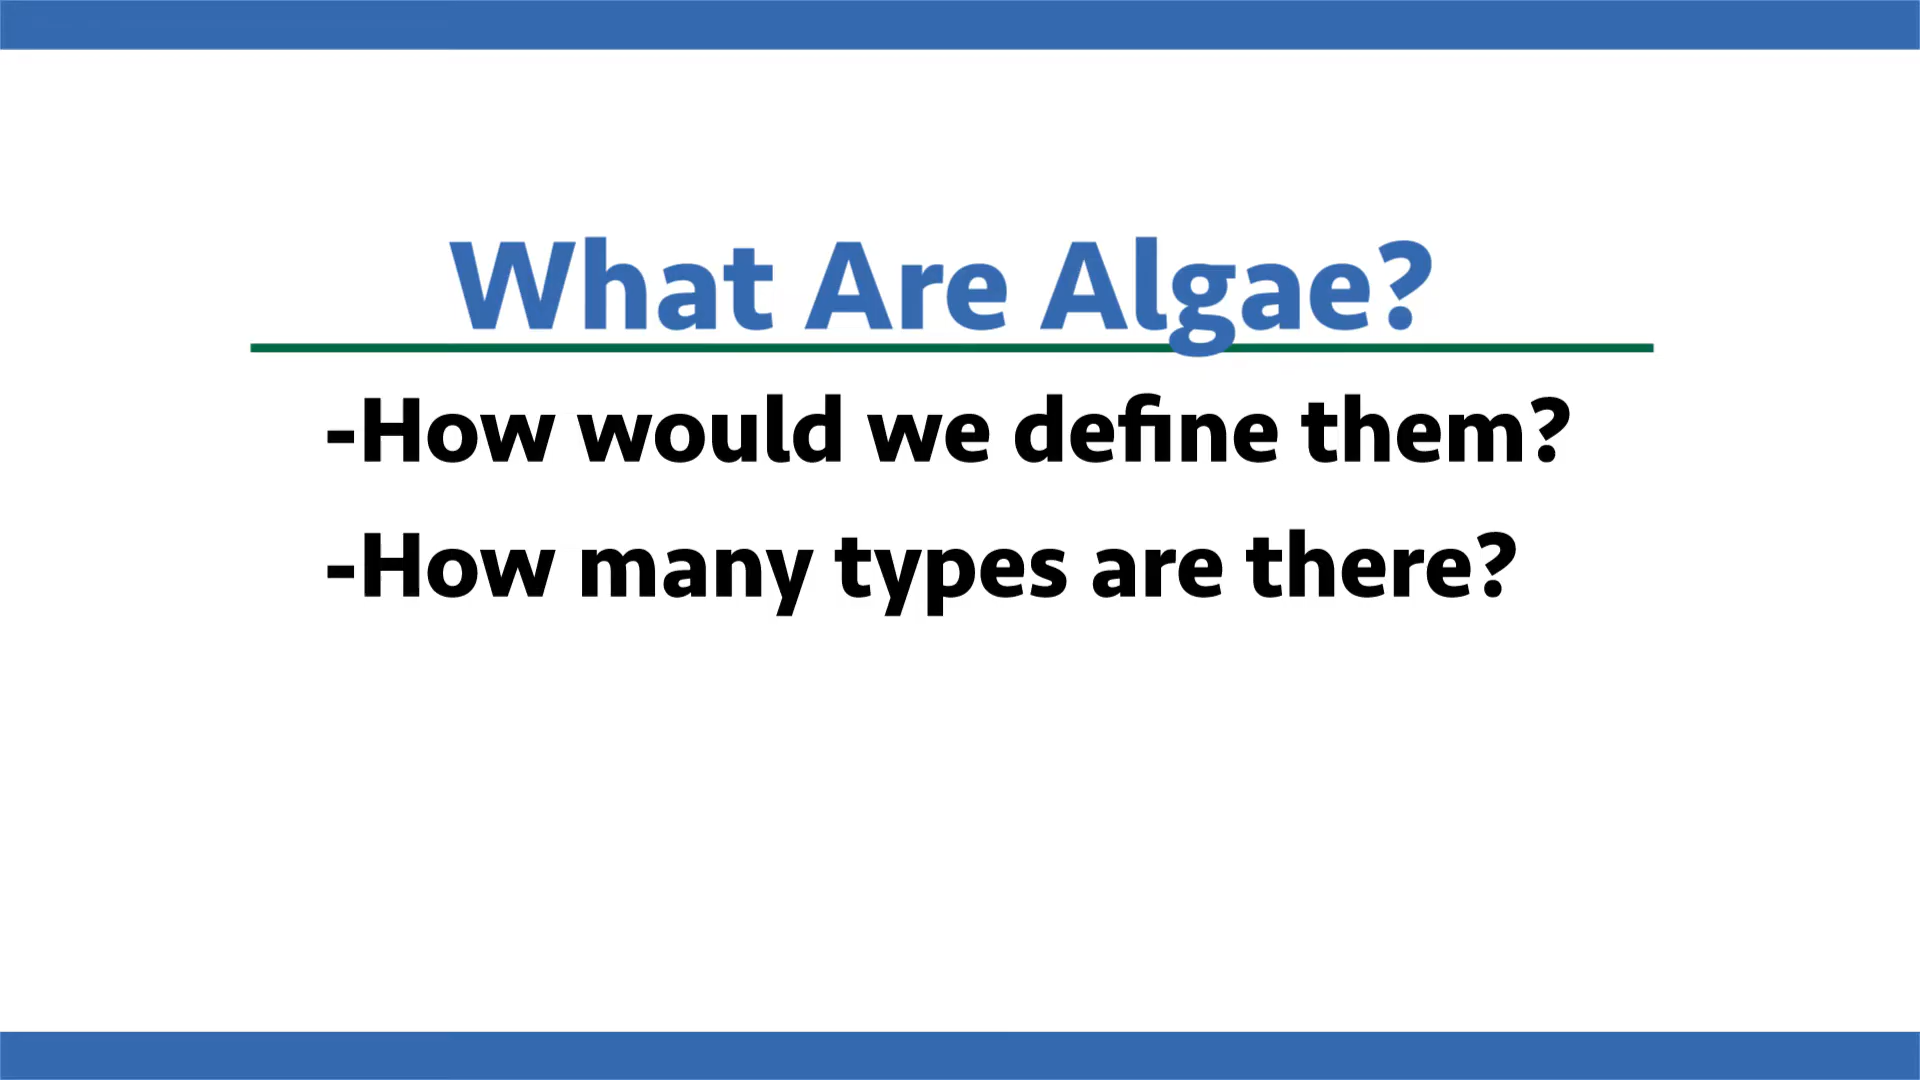 What Are Algae?
-How would we define them?
-How many types are there?